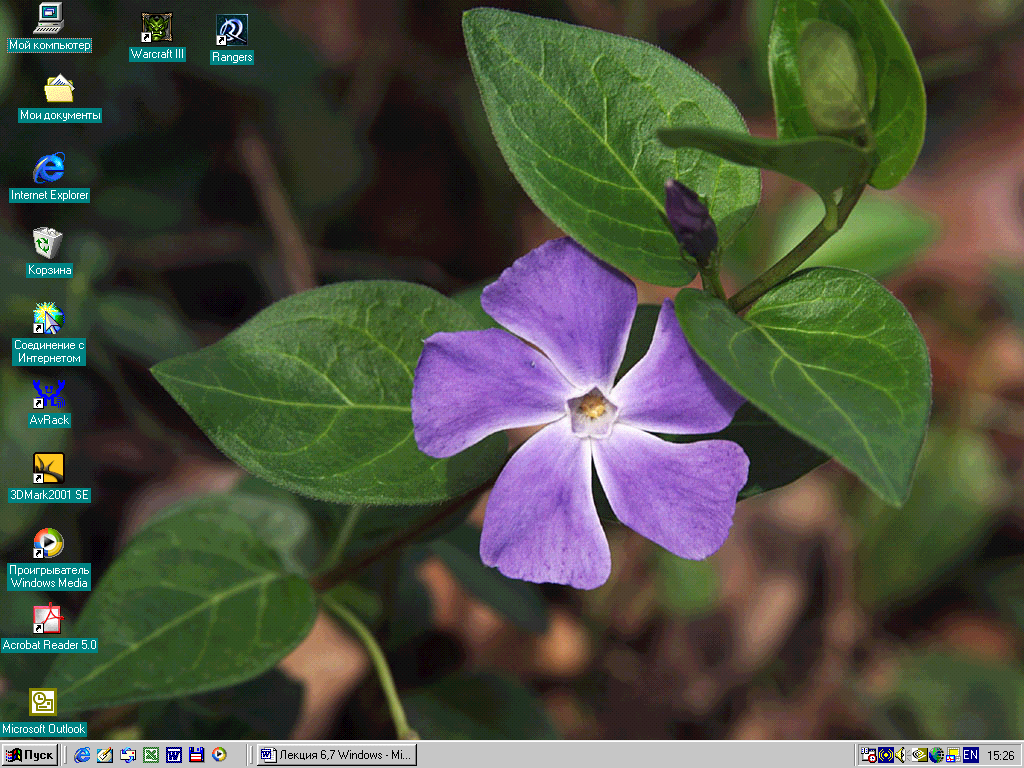 Мой компьютер
Warcraft III
Rangers
Мои документы
Internet Explorer
Корзина
Соединение с
Интернетом
AvRack
3DMark2001 SE
Проигрыватель
Windows Media
Acrobat Reader 5.0
Microsoft Outlook
Пуск
Лекция 6,7 Windows - Mi...
EN
15:26